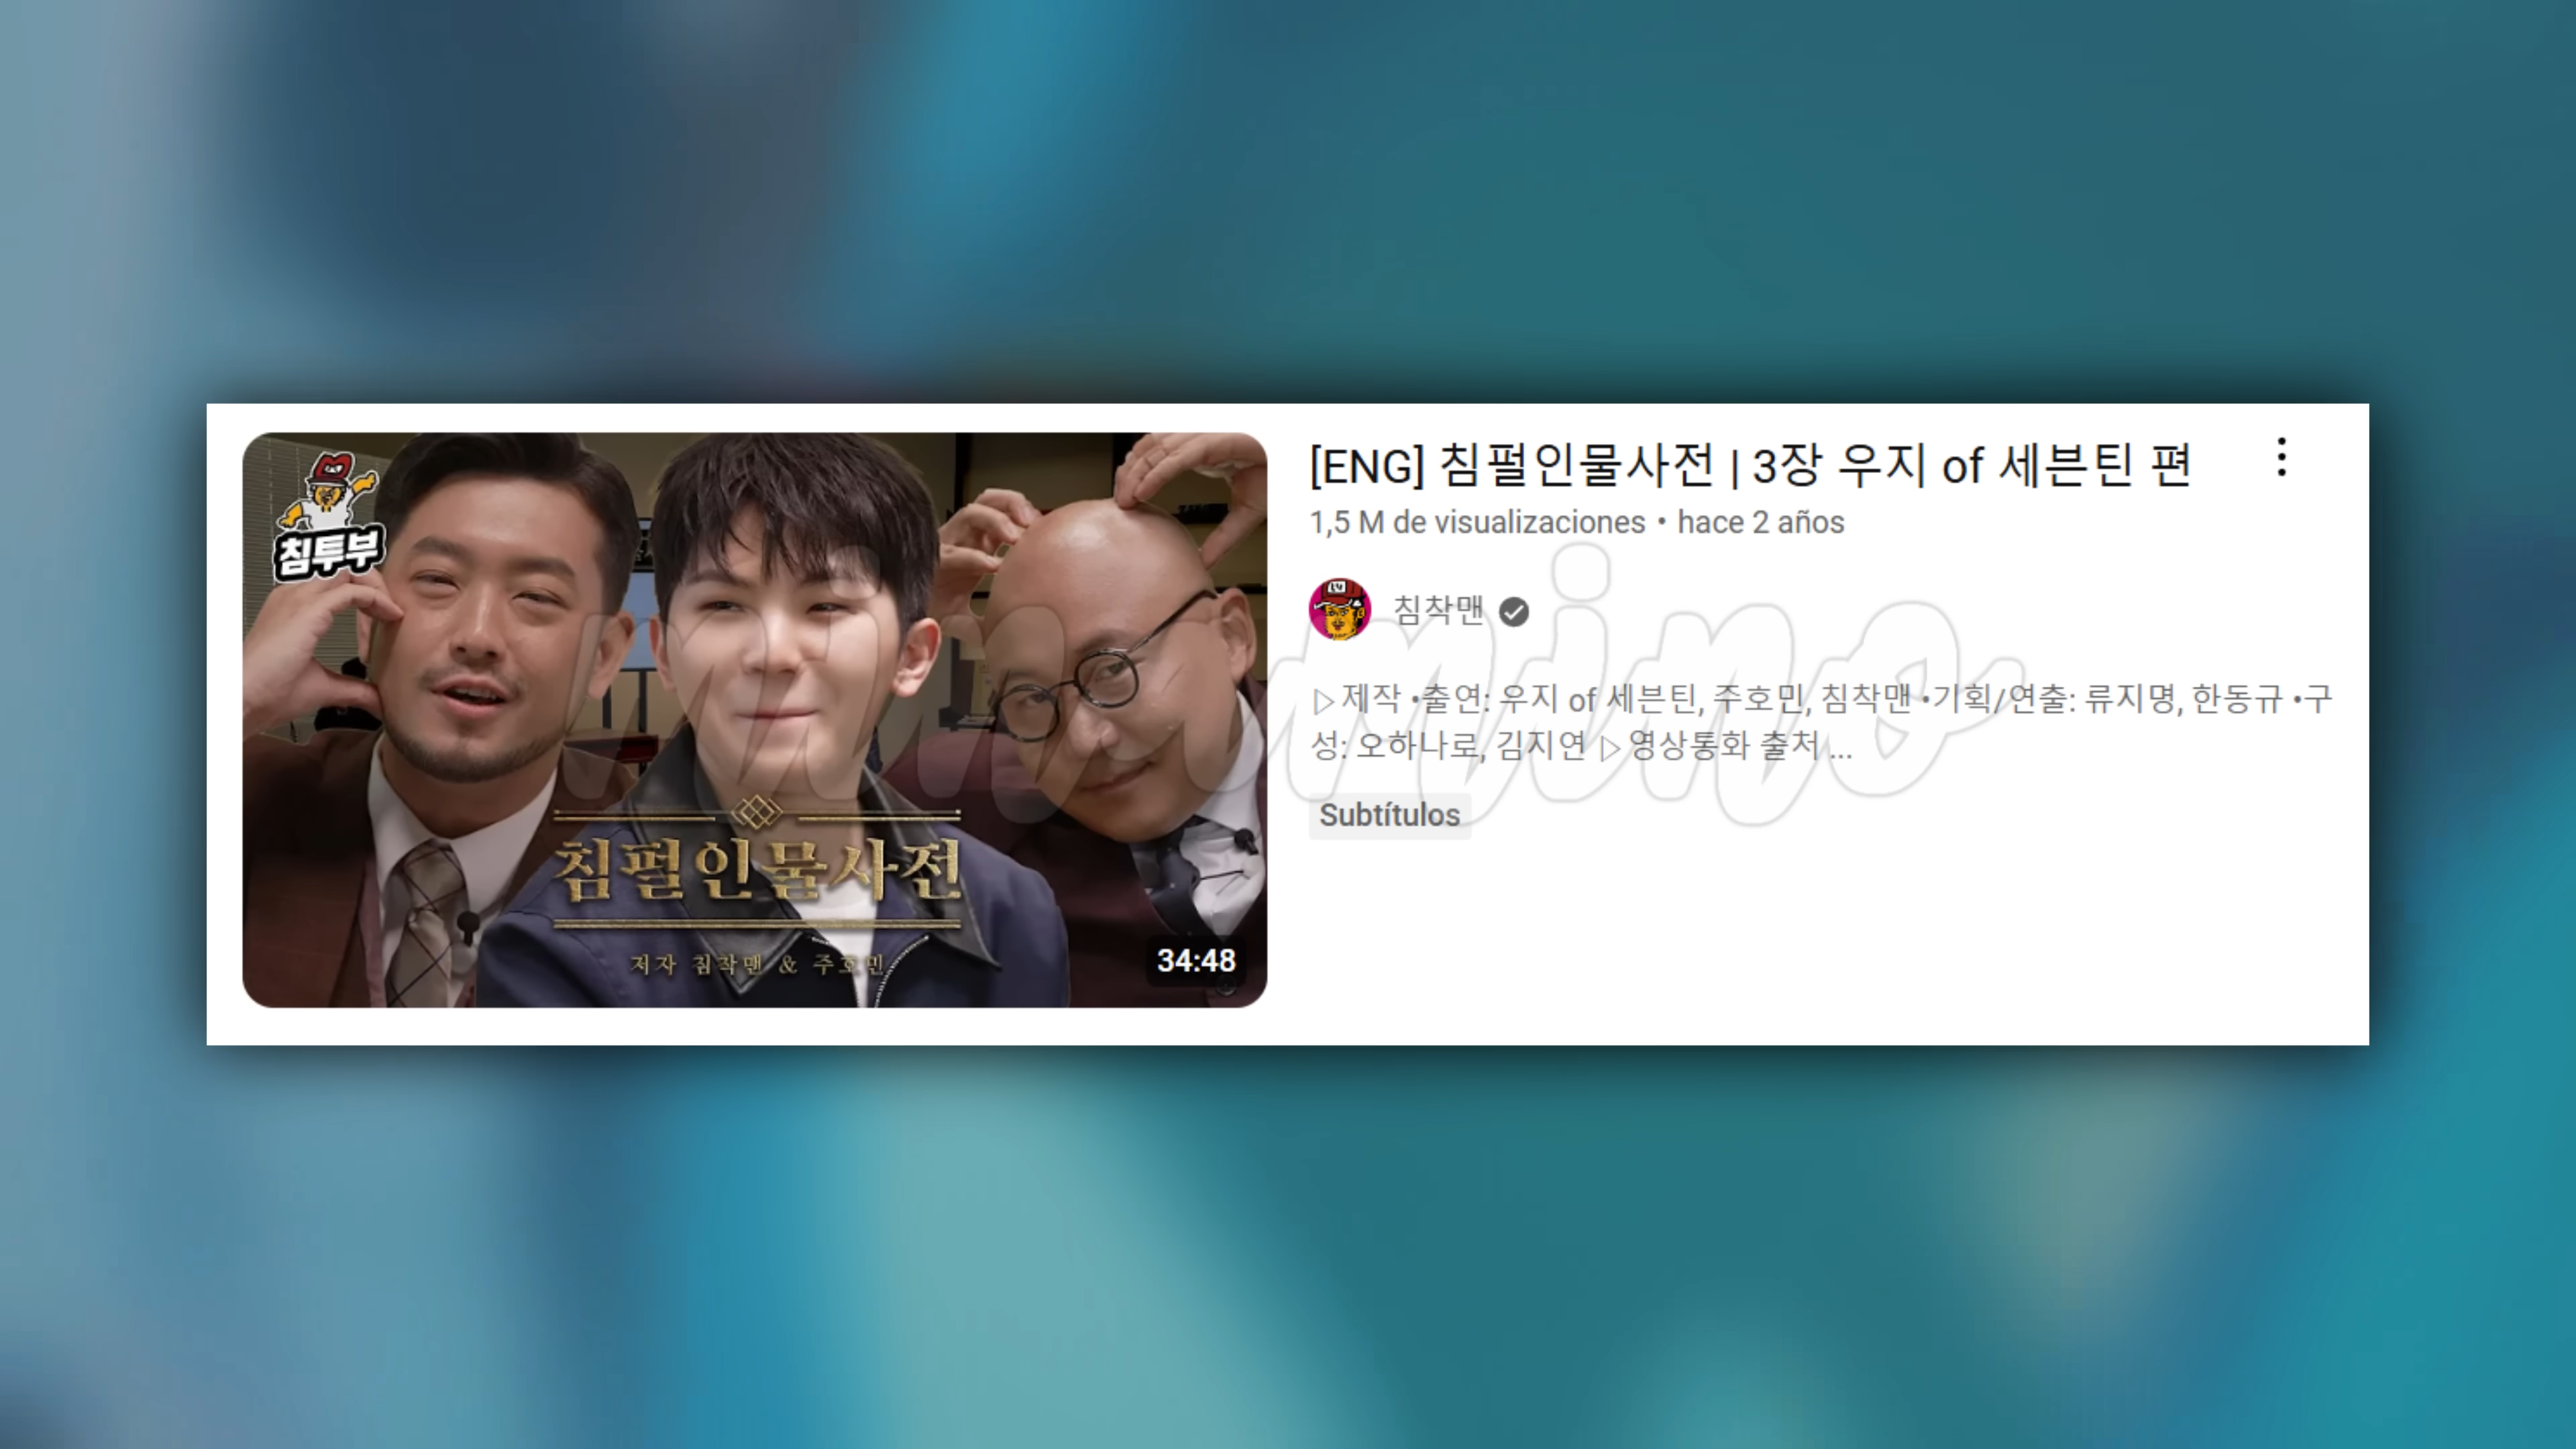 침투부
침펄인물사전
저자 침착맨 & 주호민
34:48
[ENG] 침펄인물사전 | 3장 우지 of 세븐틴 편
1,5 M de visualizaciones • hace 2 años
침착맨
▷제작 •출연: 우지 of 세븐틴, 주호민, 침착맨 •기획/연출: 류지명, 한동규 •구
성: 오하나로, 김지연 ▷영상통화 출처 ...
Subtítulos